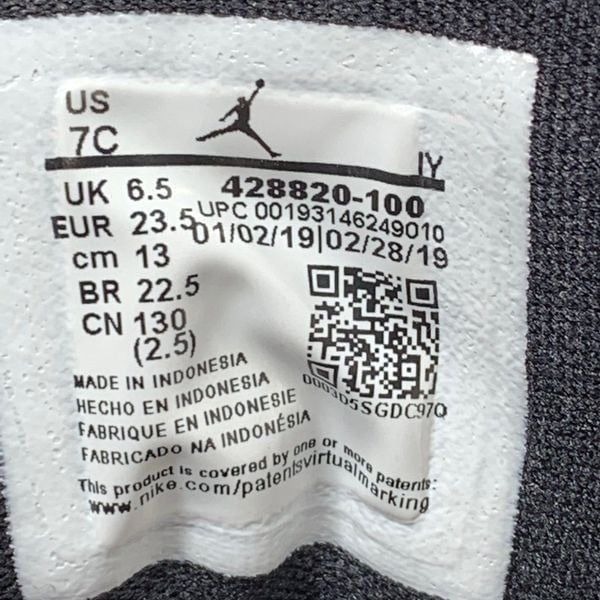 US
7C
IY
UK 6.5
428820-100
EUR 23.5
UPC 00193146249010
cm 13
01/02/19|02/28/19
BR 22.5
CN 130
(2.5)
0003D5SGDC97Q
MADE IN INDONESIA
HECHO EN INDONESIA
FABRIQUE EN INDONESIE
FABRICADO NA INDONÉSIA
This product is covered by one or more patents:
www.nike.com/patentsvirtualmarking